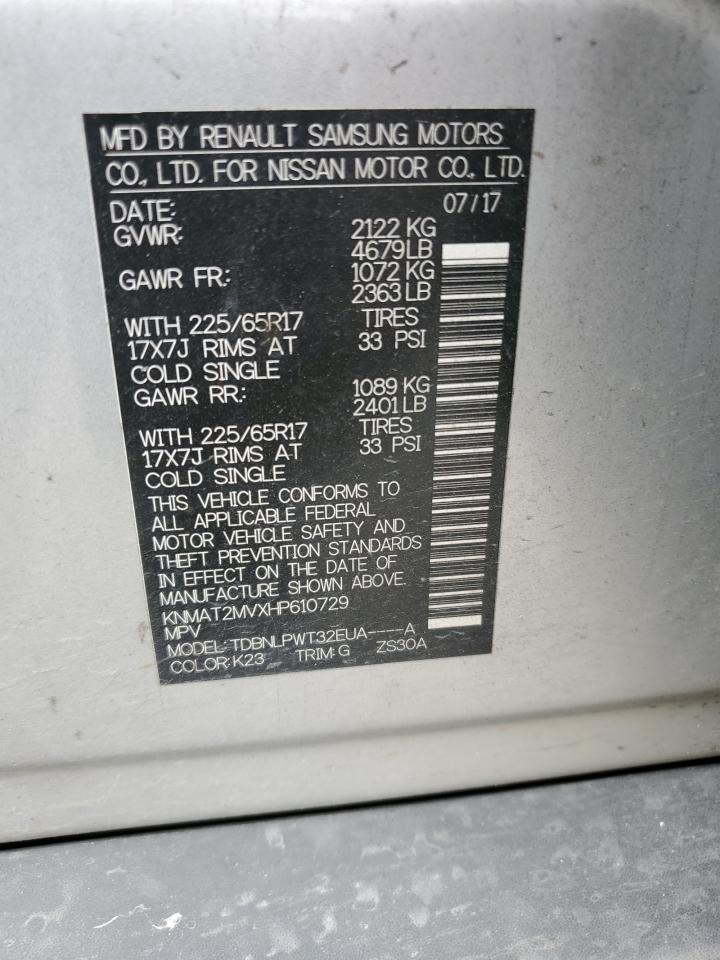 MFD BY RENAULT SAMSUNG MOTORS
CO., LTD. FOR NISSAN MOTOR CO., LTD.
DATE: 07/17
GVWR: 2122 KG
4679LB
GAWR FR: 1072 KG
2363 LB
WITH 225/65R17 TIRES
17X7J RIMS AT 33 PSI
COLD SINGLE
GAWR RR: 1089 KG
2401 LB
WITH 225/65R17 TIRES
17X7J RIMS AT 33 PSI
COLD SINGLE
THIS VEHICLE CONFORMS TO
ALL APPLICABLE FEDERAL
MOTOR VEHICLE SAFETY AND
THEFT PREVENTION STANDARDS
IN EFFECT ON THE DATE OF
MANUFACTURE SHOWN ABOVE.
KNMAT2MVXHP610729
MPV
MODEL: TDBNLPWT32EUA----A
COLOR: K23 TRIM: G ZS30A